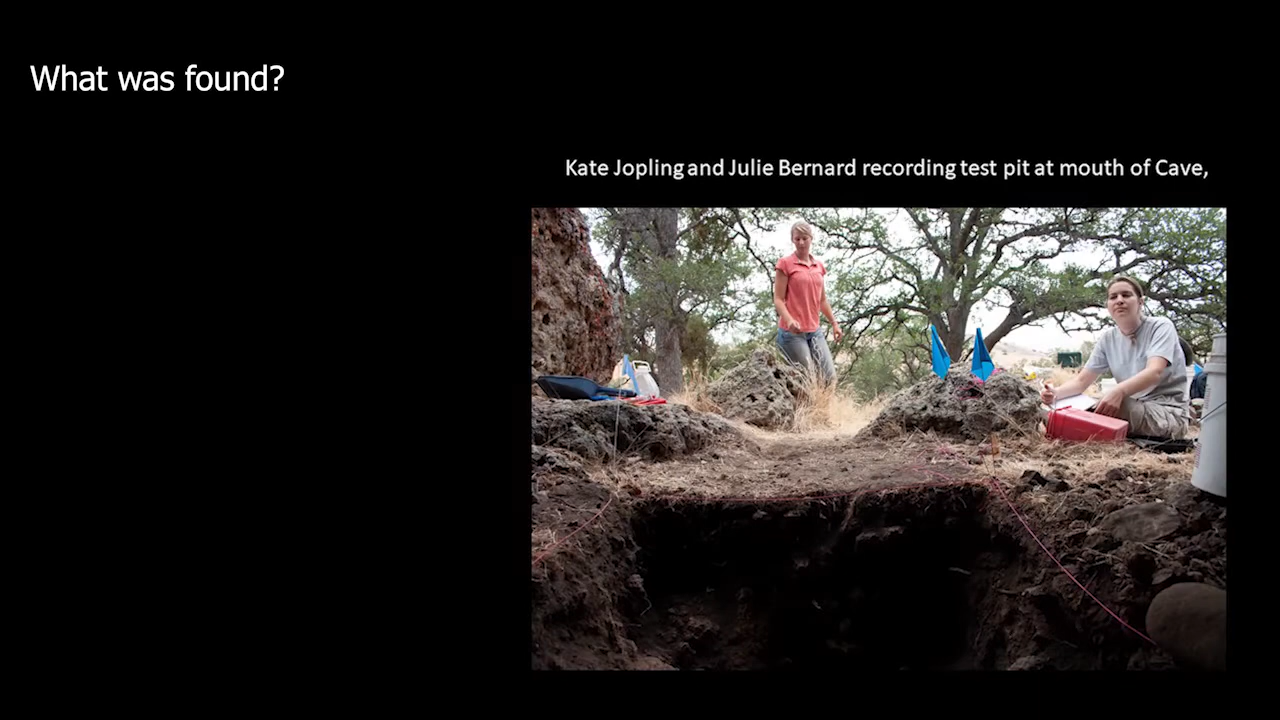 What was found?
Kate Jopling and Julie Bernard recording test pit at mouth of Cave,